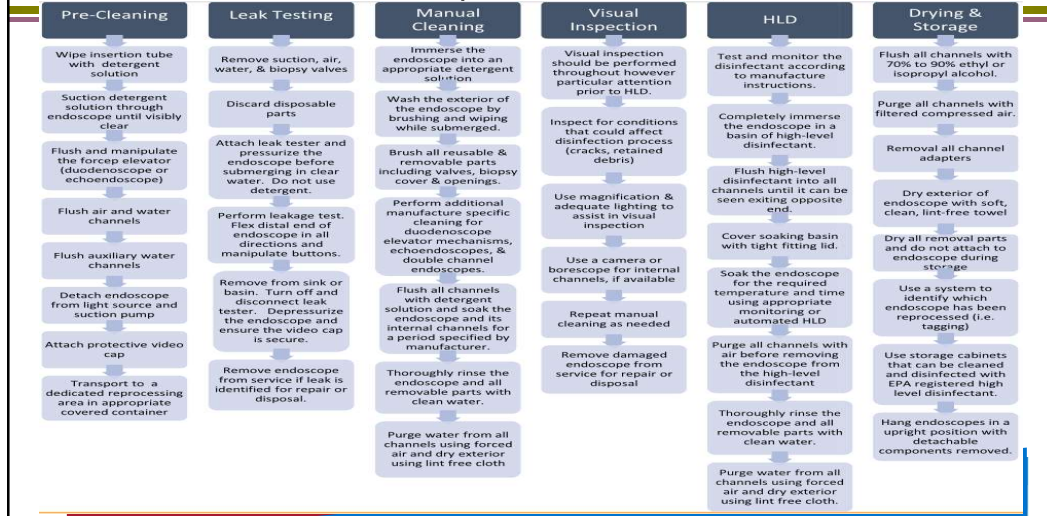 Pre-Cleaning
Wipe insertion tube
with detergent
solution
Suction detergent
solution through
endoscope until visibly
clear
Flush and manipulate
the forcep elevator
(duodenoscope or
echoendoscope)
Flush air and water
channels
Flush auxiliary water
channels
Detach endoscope
from light source and
suction pump
Attach protective video
cap
Transport to a
dedicated reprocessing
area in appropriate
covered container
Leak Testing
Remove suction, air,
water, & biopsy valves
Discard disposable
parts
Attach leak tester and
pressurize the
endoscope before
submerging in clear
water. Do not use
detergent.
Perform leakage test.
Flex distal end of
endoscope in all
directions and
manipulate buttons.
Remove from sink or
basin. Turn off and
disconnect leak
tester. Depressurize
the endoscope and
ensure the video cap
is secure.
Remove endoscope
from service if leak is
identified for repair or
disposal.
Manual
Cleaning
Immerse the
endoscope into an
appropriate detergent
solution
Wash the exterior of
the endoscope by
brushing and wiping
while submerged.
Brush all reusable &
removable parts
including valves, biopsy
cover & openings.
Perform additional
manufacture specific
cleaning for
duodenoscope
elevator mechanisms,
echoendoscopes, &
double channel
endoscopes.
Flush all channels
with detergent
solution and soak the
endoscope and its
internal channels for
a period specified by
manufacturer.
Thoroughly rinse the
endoscope and all
removable parts with
clean water.
Purge water from all
channels using forced
air and dry exterior
using lint free cloth
Visual
Inspection
Visual inspection
should be performed
throughout however
particular attention
prior to HLD.
Inspect for conditions
that could affect
disinfection process
(cracks, retained
debris)
Use magnification &
adequate lighting to
assist in visual
inspection
Use a camera or
borescope for internal
channels, if available
Repeat manual
cleaning as needed
Remove damaged
endoscope from
service for repair or
disposal
HLD
Test and monitor the
disinfectant according
to manufacture
instructions.
Completely immerse
the endoscope in a
basin of high-level
disinfectant.
Flush high-level
disinfectant into all
channels until it can be
seen exiting opposite
end.
Cover soaking basin
with tight fitting lid.
Soak the endoscope
for the required
temperature and time
using appropriate
monitoring or
automated HLD
Purge all channels with
air before removing
the endoscope from
the high-level
disinfectant
Thoroughly rinse the
endoscope and all
removable parts with
clean water.
Purge water from all
channels using forced
air and dry exterior
using lint free cloth.
Drying &
Storage
Flush all channels with
70% to 90% ethyl or
isopropyl alcohol.
Purge all channels with
filtered compressed air.
Removal all channel
adapters
Dry exterior of
endoscope with soft,
clean, lint-free towel
Dry all removal parts
and do not attach to
endoscope during
storage
Use a system to
identify which
endoscope has been
reprocessed (i.e.
tagging)
Use storage cabinets
that can be cleaned
and disinfected with
EPA registered high
level disinfectant.
Hang endoscopes in a
upright position with
detachable
components removed.